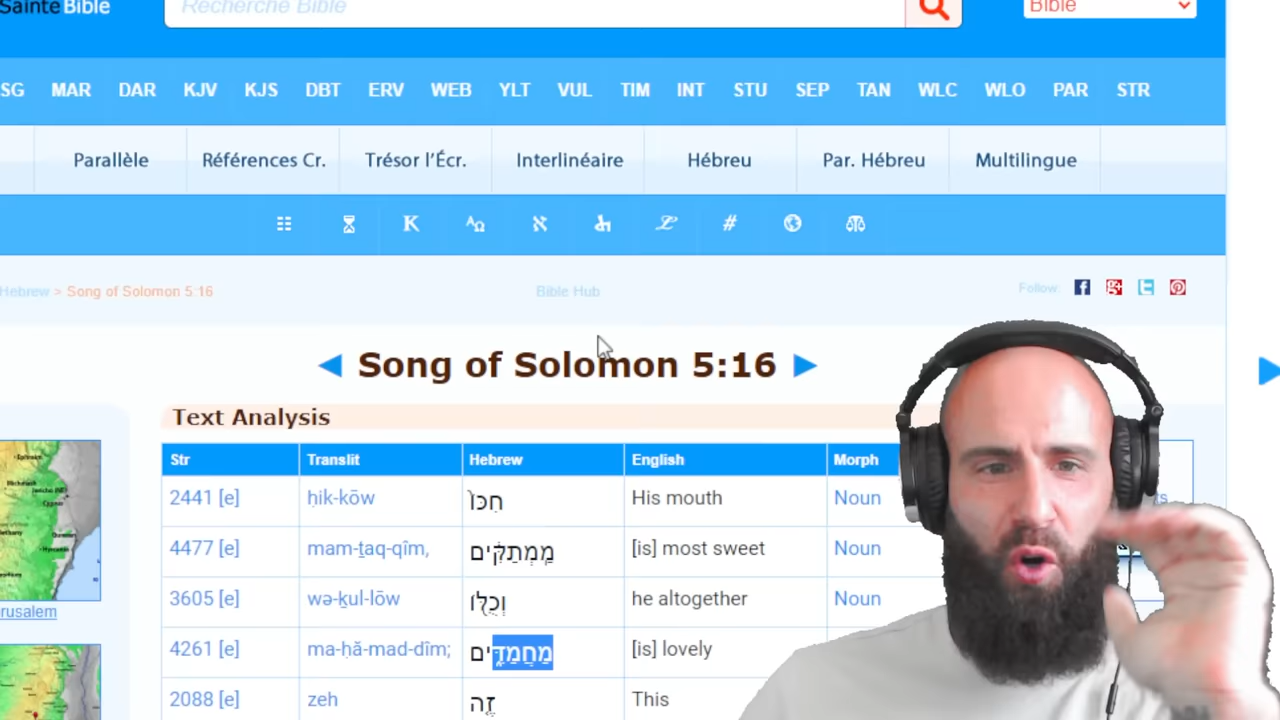 Sainte Bible
Recherche Bible
Bible
SG MAR DAR KJV KJS DBT ERV WEB YLT VUL TIM INT STU SEP TAN WLC WLO PAR STR
Parallèle Références Cr. Trésor l'Écr. Interlinéaire Hébreu Par. Hébreu Multilingue
Hebrew > Song of Solomon 5:16
Bible Hub
Follow:
Song of Solomon 5:16
Text Analysis
Str Translit Hebrew English Morph
2441 [e] ḥik-kōw חִכּוֹ֙ His mouth Noun
4477 [e] mam-ṯaq-qîm, מַֽמְתַקִּ֔ים [is] most sweet Noun
3605 [e] wə-ḵul-lōw וְכֻלּ֖וֹ he altogether Noun
4261 [e] ma-ḥă-mad-dîm; מַחֲמַדִּ֑ים [is] lovely
2088 [e] zeh זֶ֤ה This
Jerusalem